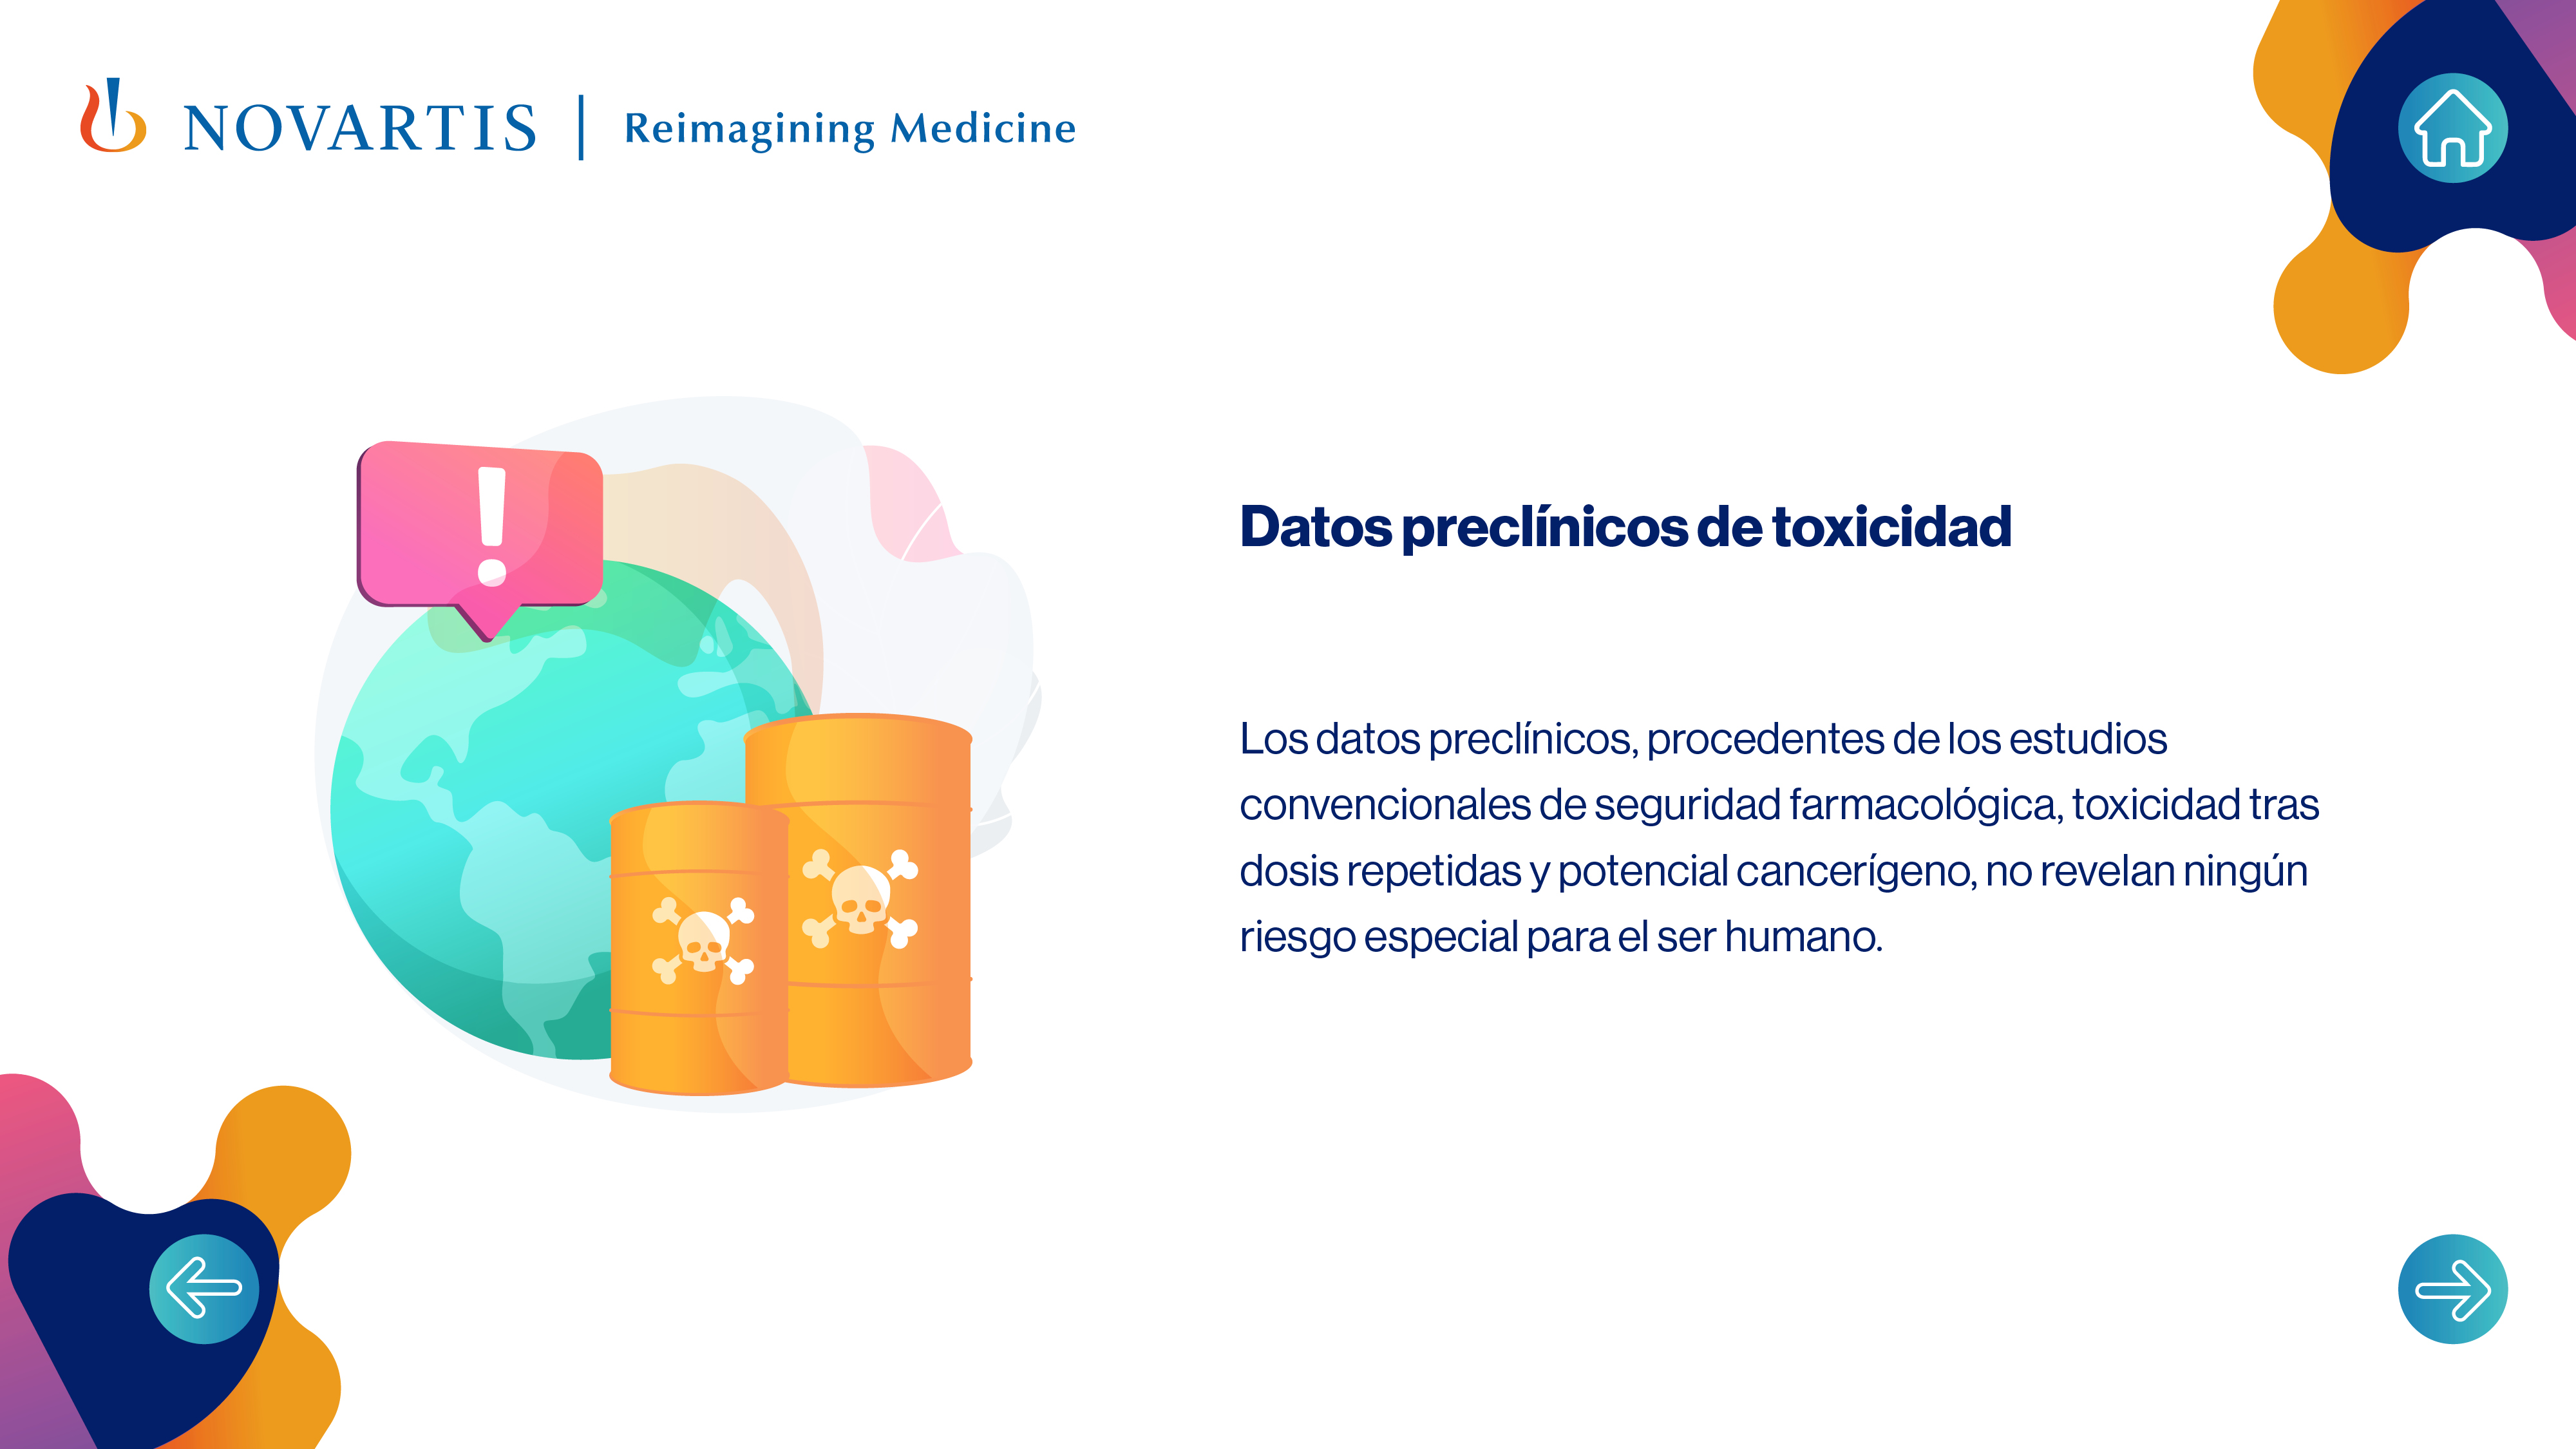 NOVARTIS | Reimagining Medicine
Datos preclínicos de toxicidad
Los datos preclínicos, procedentes de los estudios
convencionales de seguridad farmacológica, toxicidad tras
dosis repetidas y potencial cancerígeno, no revelan ningún
riesgo especial para el ser humano.